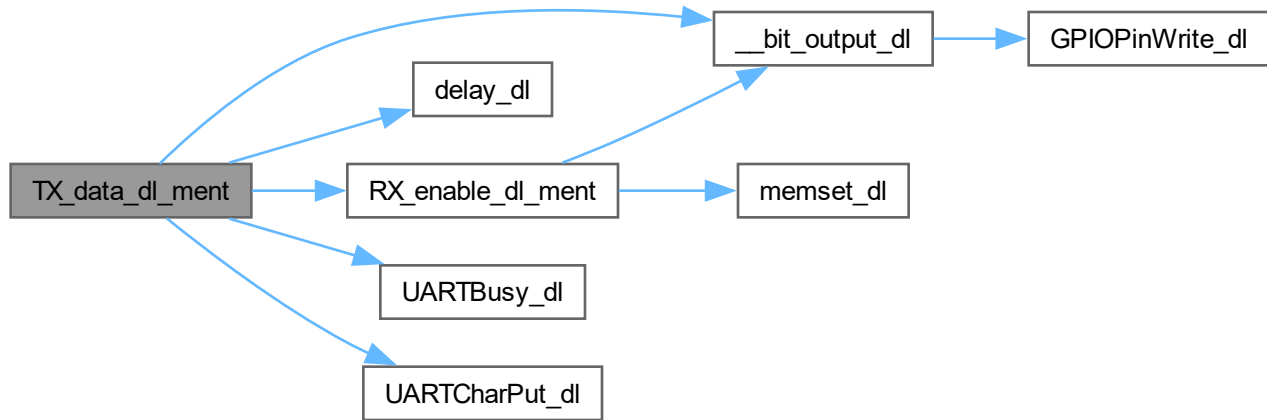 __bit_output_dl
GPIOPinWrite_dl
delay_dl
TX_data_dl_ment
RX_enable_dl_ment
memset_dl
UARTBusy_dl
UARTCharPut_dl